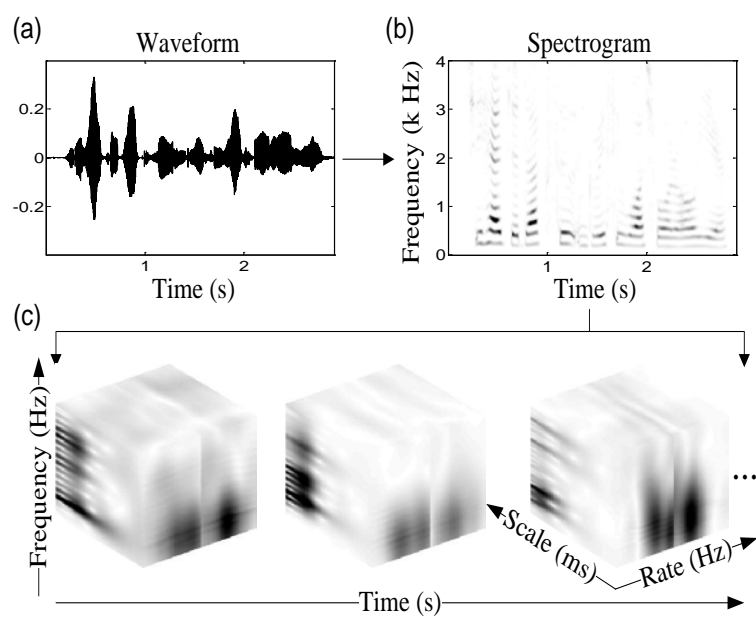 (a)
Waveform
0.2
0
-0.2
1
2
Time (s)
(b)
Spectrogram
Frequency (k Hz)
4
3
2
1
0
1
2
Time (s)
(c)
Frequency (Hz)
Scale (ms)
Rate (Hz)
...
Time (s)